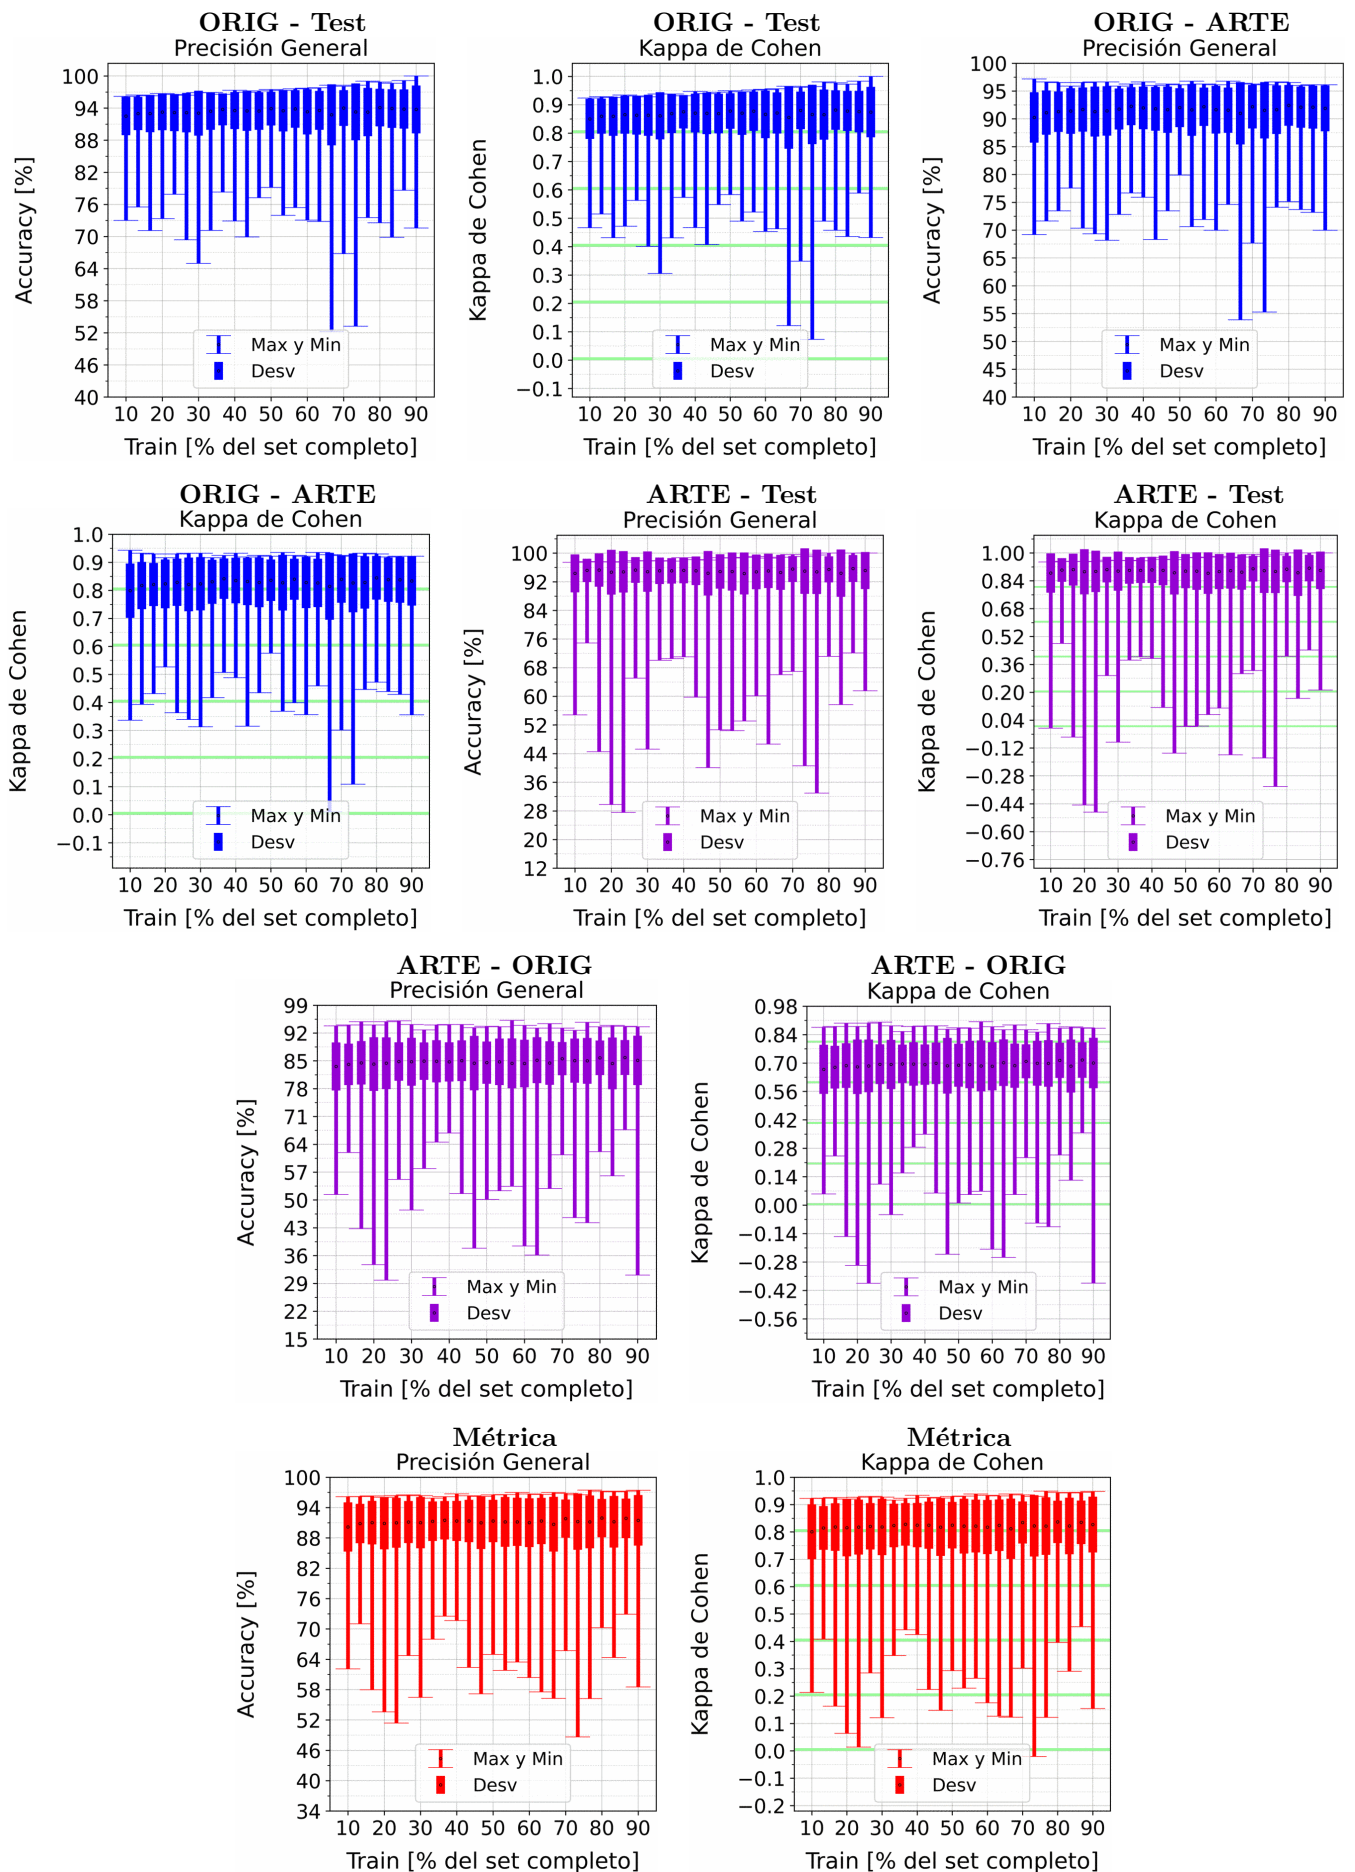 ORIG - Test
Precisión General
Accuracy [%]
100
94
88
82
76
70
64
58
52
46
40
Max y Min
Desv
10 20 30 40 50 60 70 80 90
Train [% del set completo]
ORIG - Test
Kappa de Cohen
Kappa de Cohen
1.0
0.9
0.8
0.7
0.6
0.5
0.4
0.3
0.2
0.1
0.0
−0.1
Max y Min
Desv
10 20 30 40 50 60 70 80 90
Train [% del set completo]
ORIG - ARTE
Precisión General
Accuracy [%]
100
95
90
85
80
75
70
65
60
55
50
45
40
Max y Min
Desv
10 20 30 40 50 60 70 80 90
Train [% del set completo]
ORIG - ARTE
Kappa de Cohen
Kappa de Cohen
1.0
0.9
0.8
0.7
0.6
0.5
0.4
0.3
0.2
0.1
0.0
−0.1
Max y Min
Desv
10 20 30 40 50 60 70 80 90
Train [% del set completo]
ARTE - Test
Precisión General
Accuracy [%]
100
92
84
76
68
60
52
44
36
28
20
12
Max y Min
Desv
10 20 30 40 50 60 70 80 90
Train [% del set completo]
ARTE - Test
Kappa de Cohen
Kappa de Cohen
1.00
0.84
0.68
0.52
0.36
0.20
0.04
−0.12
−0.28
−0.44
−0.60
−0.76
Max y Min
Desv
10 20 30 40 50 60 70 80 90
Train [% del set completo]
ARTE - ORIG
Precisión General
Accuracy [%]
99
92
85
78
71
64
57
50
43
36
29
22
15
Max y Min
Desv
10 20 30 40 50 60 70 80 90
Train [% del set completo]
ARTE - ORIG
Kappa de Cohen
Kappa de Cohen
0.98
0.84
0.70
0.56
0.42
0.28
0.14
0.00
−0.14
−0.28
−0.42
−0.56
Max y Min
Desv
10 20 30 40 50 60 70 80 90
Train [% del set completo]
Métrica
Precisión General
Accuracy [%]
100
94
88
82
76
70
64
58
52
46
40
34
Max y Min
Desv
10 20 30 40 50 60 70 80 90
Train [% del set completo]
Métrica
Kappa de Cohen
Kappa de Cohen
1.0
0.9
0.8
0.7
0.6
0.5
0.4
0.3
0.2
0.1
0.0
−0.1
−0.2
Max y Min
Desv
10 20 30 40 50 60 70 80 90
Train [% del set completo]